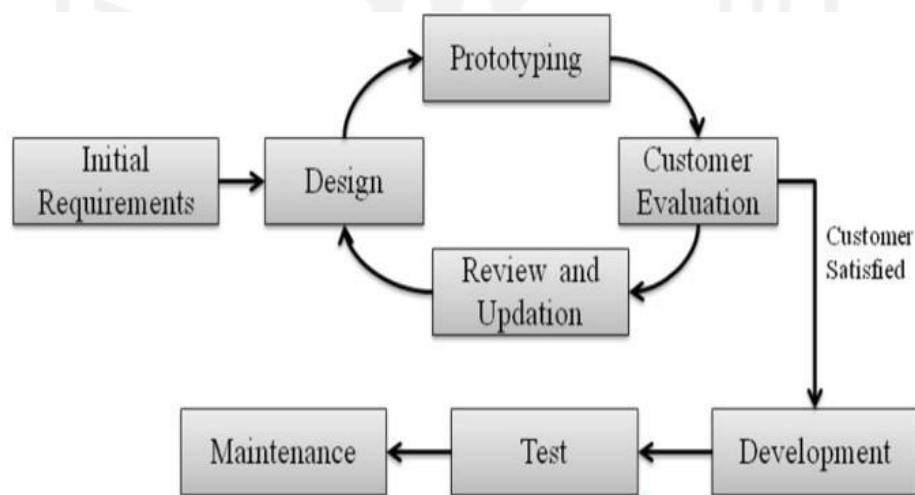 Prototyping
Initial
Requirements
Design
Customer
Evaluation
Review and
Updation
Customer
Satisfied
Maintenance
Test
Development